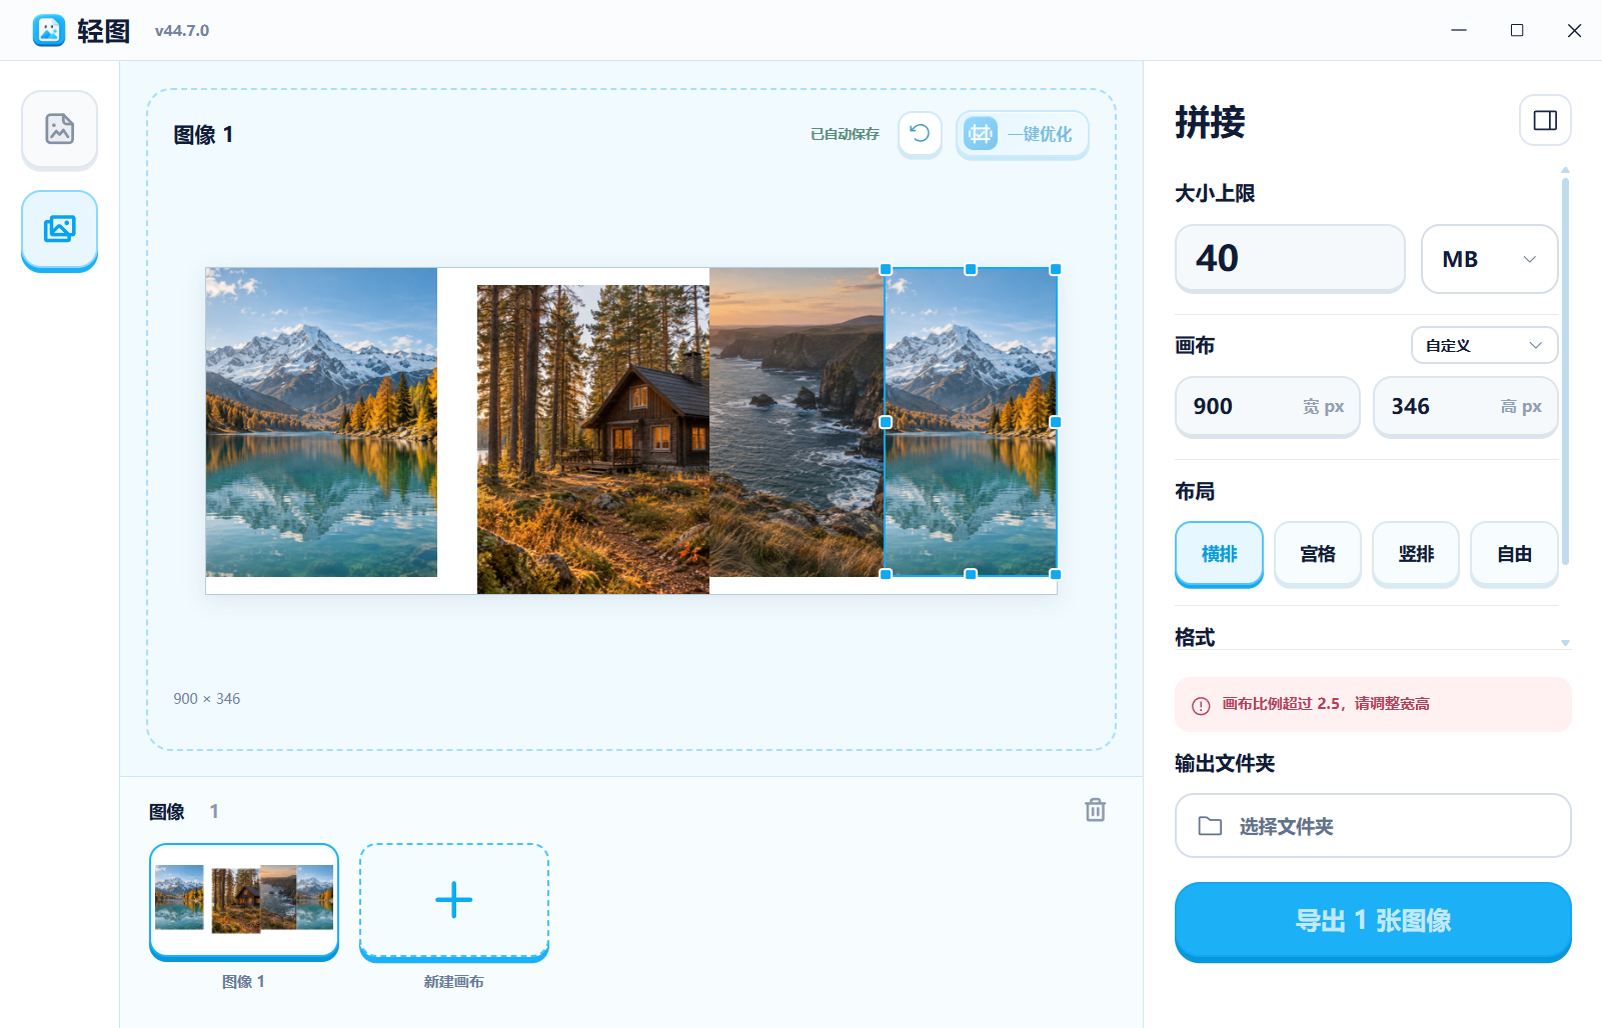 轻图 v44.7.0
图像 1
已自动保存
一键优化
900 × 346
图像 1
图像 1
新建画布
拼接
大小上限
40
MB
画布
自定义
900 宽 px
346 高 px
布局
横排
宫格
竖排
自由
格式
画布比例超过 2.5，请调整宽高
输出文件夹
选择文件夹
导出 1 张图像